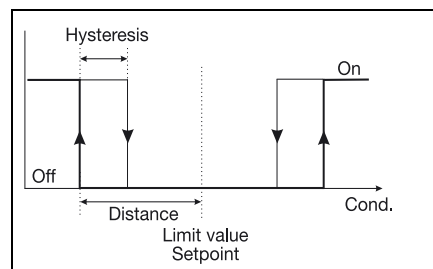 Hysteresis
On
Off
Distance
Cond.
Limit value
Setpoint